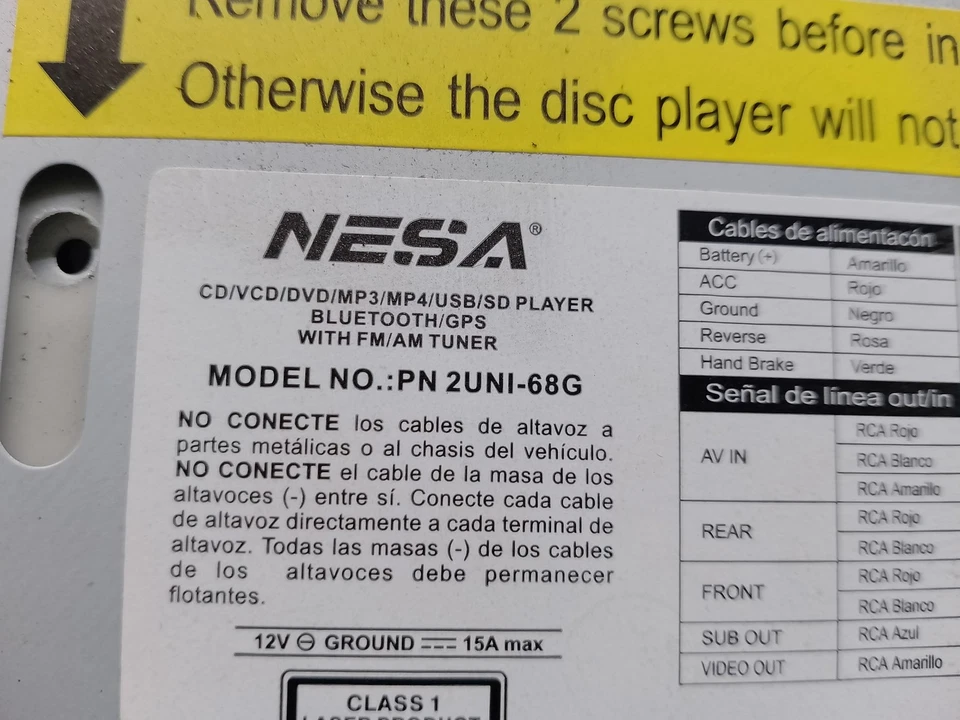 Remove these 2 screws before in
Otherwise the disc player will not
NESA®
CD/VCD/DVD/MP3/MP4/USB/SD PLAYER
BLUETOOTH/GPS
WITH FM/AM TUNER
MODEL NO.:PN 2UNI-68G
NO CONECTE los cables de altavoz a
partes metálicas o al chasis del vehículo.
NO CONECTE el cable de la masa de los
altavoces (-) entre sí. Conecte cada cable
de altavoz directamente a cada terminal de
altavoz. Todas las masas (-) de los cables
de los altavoces debe permanecer
flotantes.
12V ⊖ GROUND ⎓ 15A max
CLASS 1
LASER PRODUCT
Cables de alimentacón
Battery (+) Amarillo
ACC Rojo
Ground Negro
Reverse Rosa
Hand Brake Verde
Señal de línea out/in
AV IN RCA Rojo
RCA Blanco
RCA Amarillo
REAR RCA Rojo
RCA Blanco
FRONT RCA Rojo
RCA Blanco
SUB OUT RCA Azul
VIDEO OUT RCA Amarillo